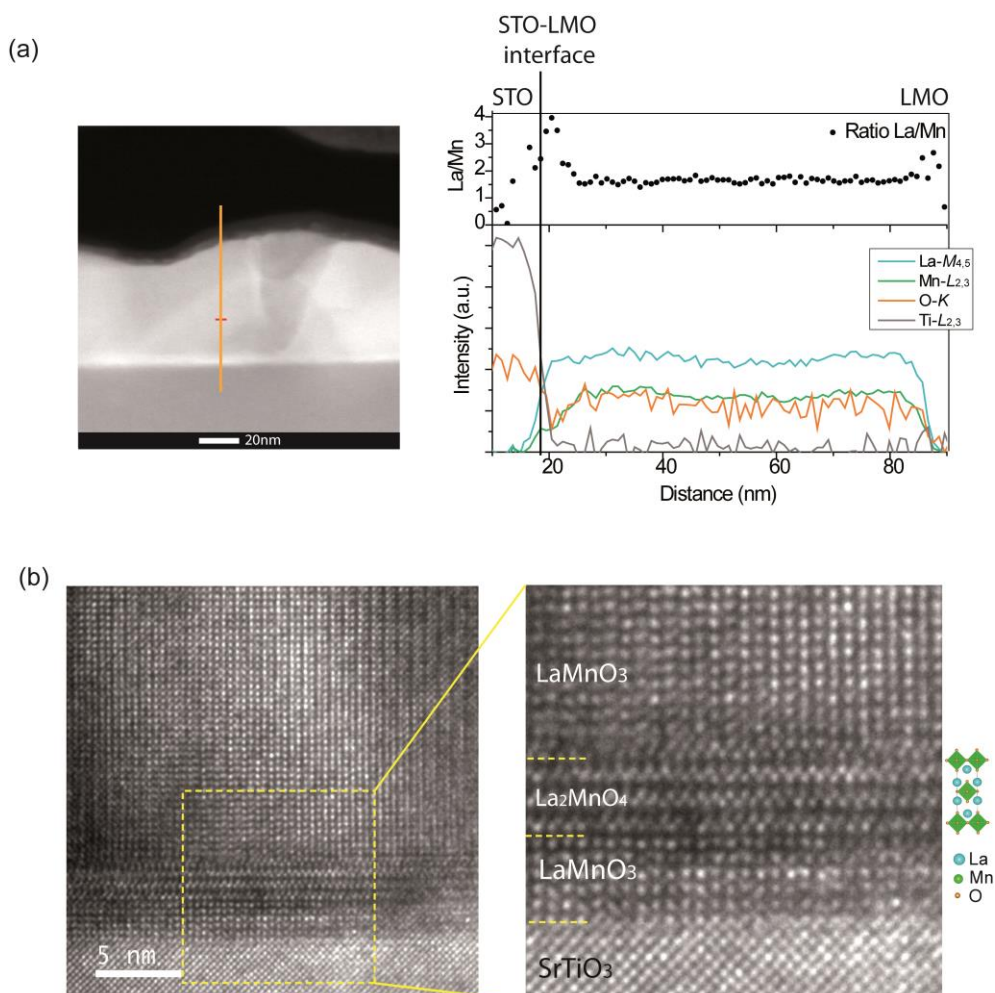 (a)
STO-LMO
interface
STO
LMO
4
3
2
1
0
La/Mn
Ratio La/Mn
La-M4,5
Mn-L2,3
O-K
Ti-L2,3
Intensity (a.u.)
20
40
60
80
Distance (nm)
20nm
(b)
LaMnO3
La2MnO4
LaMnO3
SrTiO3
5 nm
La
Mn
O